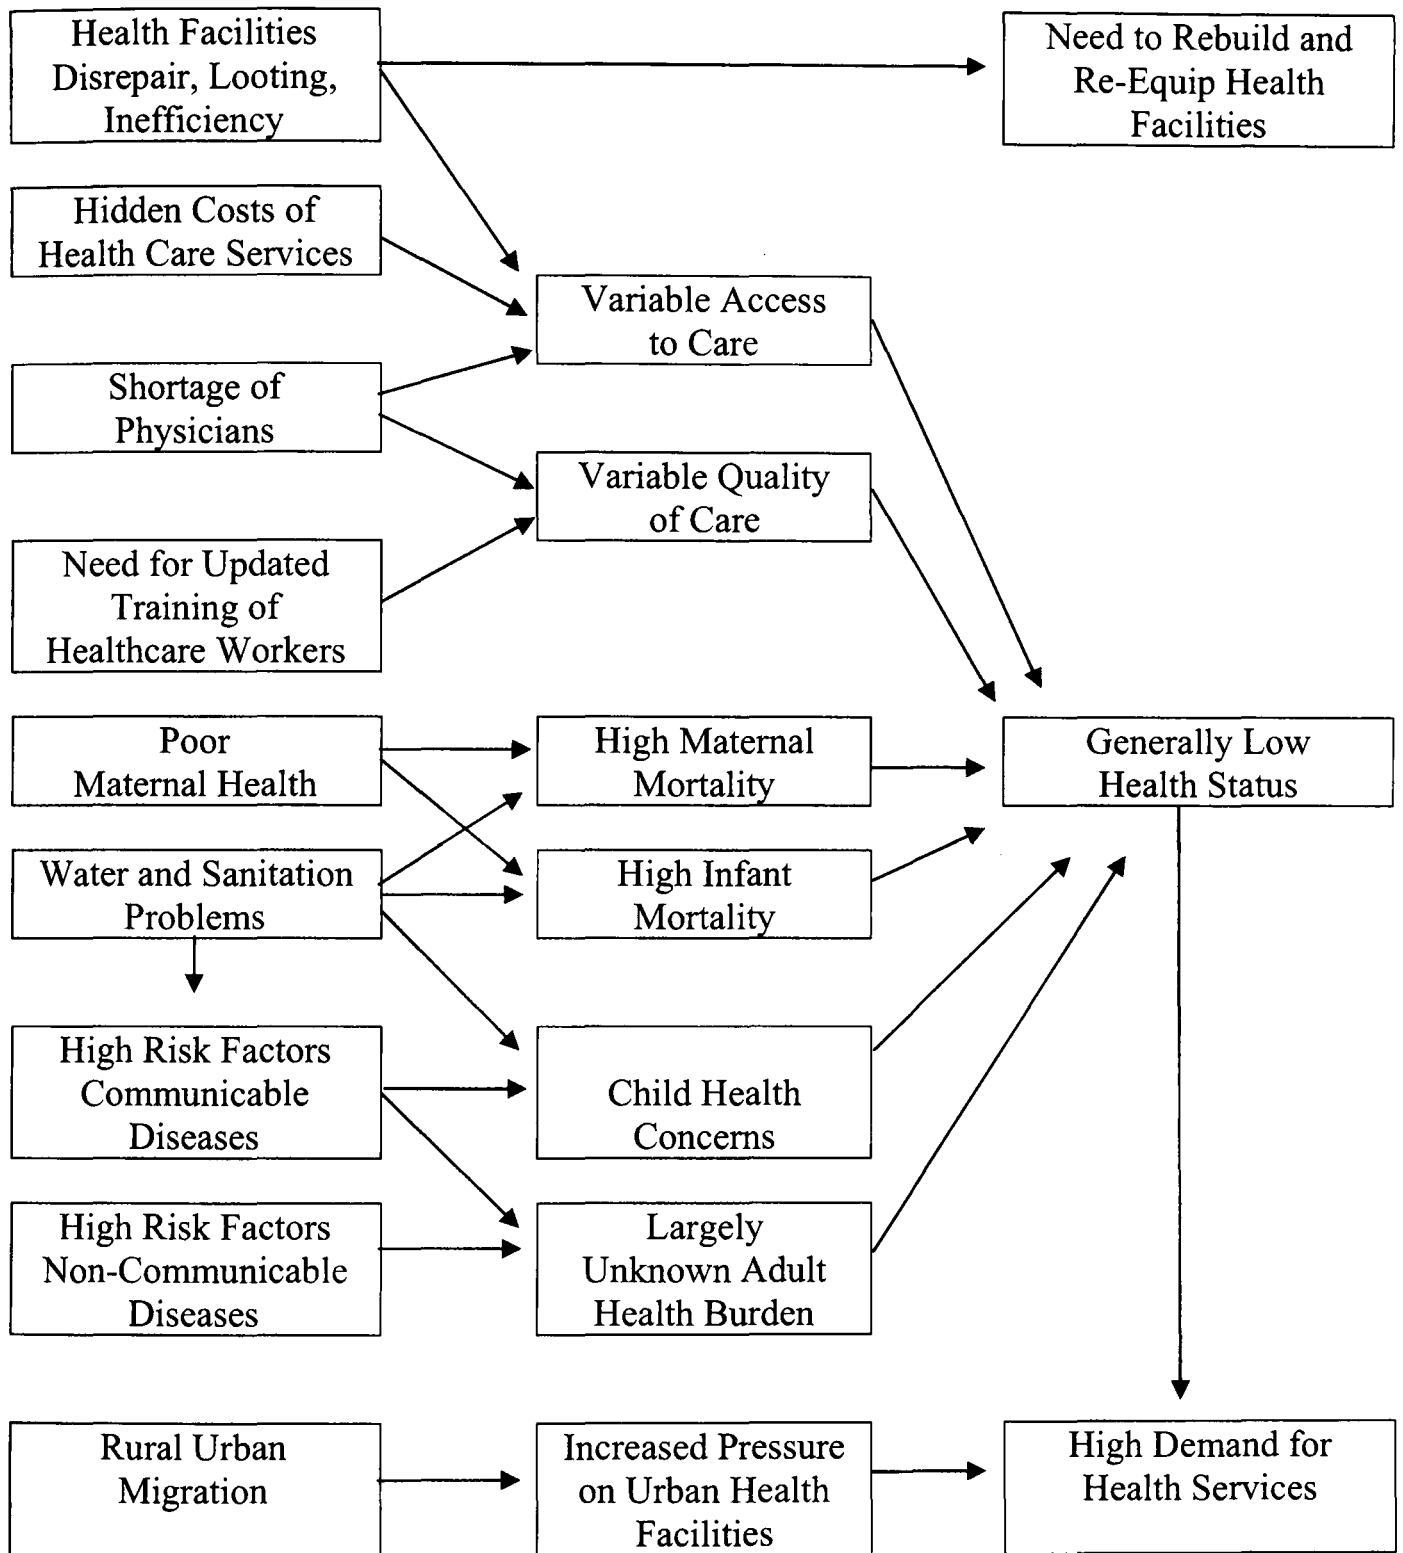 Health Facilities
Disrepair, Looting,
Inefficiency
Need to Rebuild and
Re-Equip Health
Facilities
Hidden Costs of
Health Care Services
Variable Access
to Care
Shortage of
Physicians
Variable Quality
of Care
Need for Updated
Training of
Healthcare Workers
Poor
Maternal Health
High Maternal
Mortality
Generally Low
Health Status
Water and Sanitation
Problems
High Infant
Mortality
High Risk Factors
Communicable
Diseases
Child Health
Concerns
High Risk Factors
Non-Communicable
Diseases
Largely
Unknown Adult
Health Burden
Rural Urban
Migration
Increased Pressure
on Urban Health
Facilities
High Demand for
Health Services